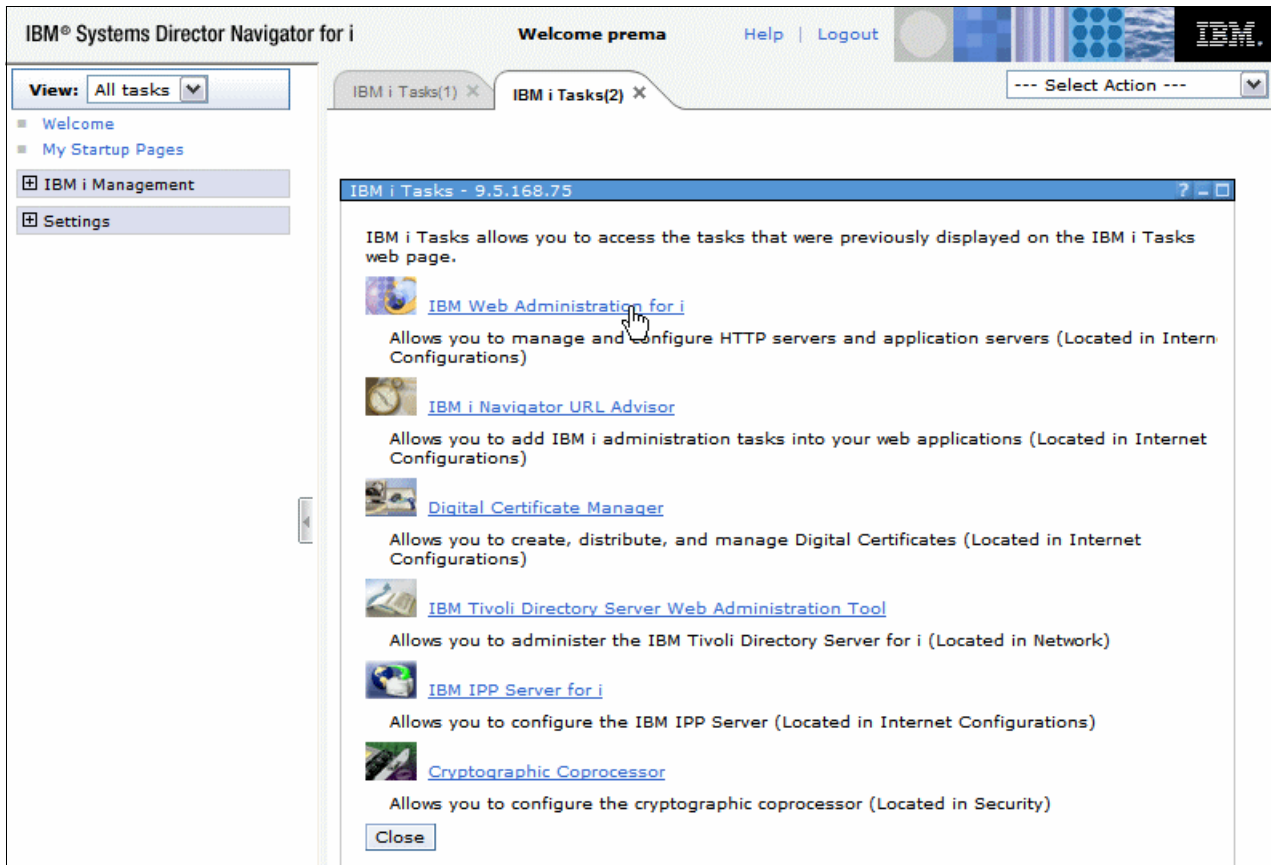 IBM® Systems Director Navigator for i
Welcome prema
Help | Logout
IBM.
View: All tasks
Welcome
My Startup Pages
IBM i Management
Settings
IBM i Tasks(1)
IBM i Tasks(2)
--- Select Action ---
IBM i Tasks - 9.5.168.75
IBM i Tasks allows you to access the tasks that were previously displayed on the IBM i Tasks
web page.
IBM Web Administration for i
Allows you to manage and configure HTTP servers and application servers (Located in Intern
Configurations)
IBM i Navigator URL Advisor
Allows you to add IBM i administration tasks into your web applications (Located in Internet
Configurations)
Digital Certificate Manager
Allows you to create, distribute, and manage Digital Certificates (Located in Internet
Configurations)
IBM Tivoli Directory Server Web Administration Tool
Allows you to administer the IBM Tivoli Directory Server for i (Located in Network)
IBM IPP Server for i
Allows you to configure the IBM IPP Server (Located in Internet Configurations)
Cryptographic Coprocessor
Allows you to configure the cryptographic coprocessor (Located in Security)
Close